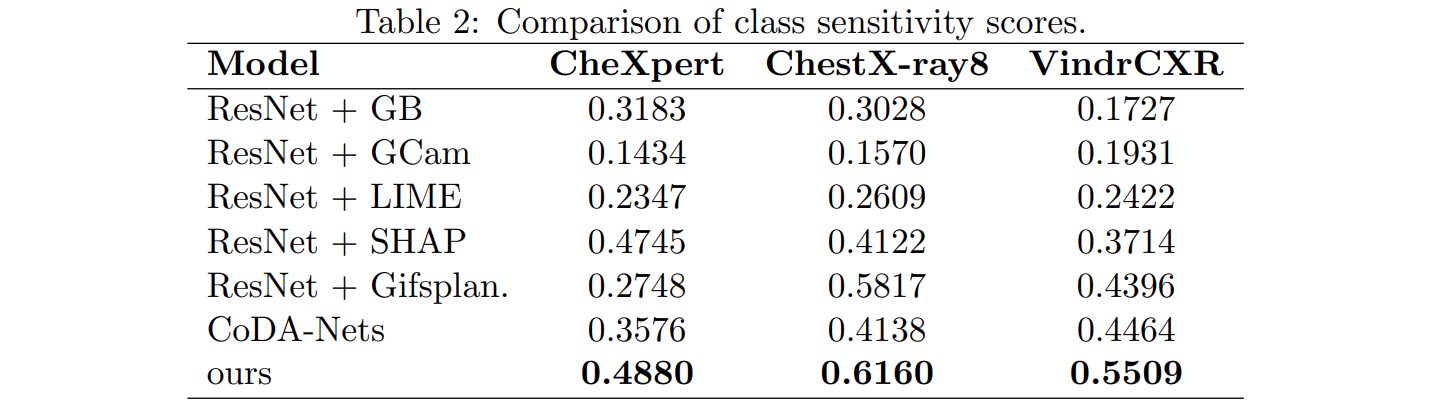 Table 2: Comparison of class sensitivity scores.
Model CheXpert ChestX-ray8 VindrCXR
ResNet + GB 0.3183 0.3028 0.1727
ResNet + GCam 0.1434 0.1570 0.1931
ResNet + LIME 0.2347 0.2609 0.2422
ResNet + SHAP 0.4745 0.4122 0.3714
ResNet + Gifsplan. 0.2748 0.5817 0.4396
CoDA-Nets 0.3576 0.4138 0.4464
ours 0.4880 0.6160 0.5509